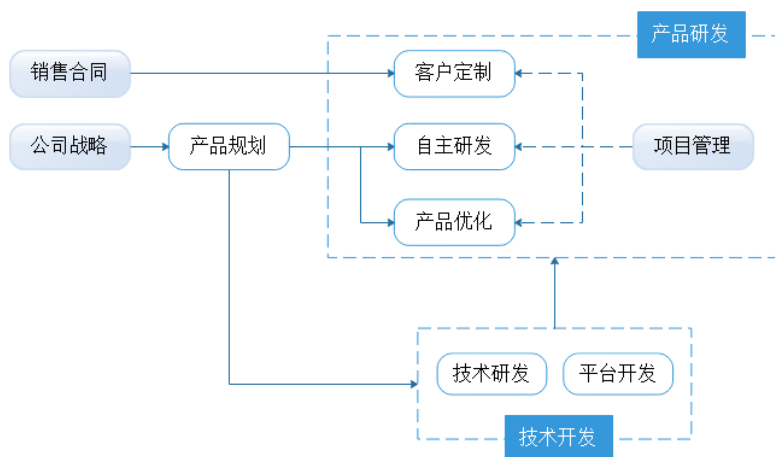 产品研发
销售合同
客户定制
公司战略
产品规划
自主研发
项目管理
产品优化
技术研发
平台开发
技术开发